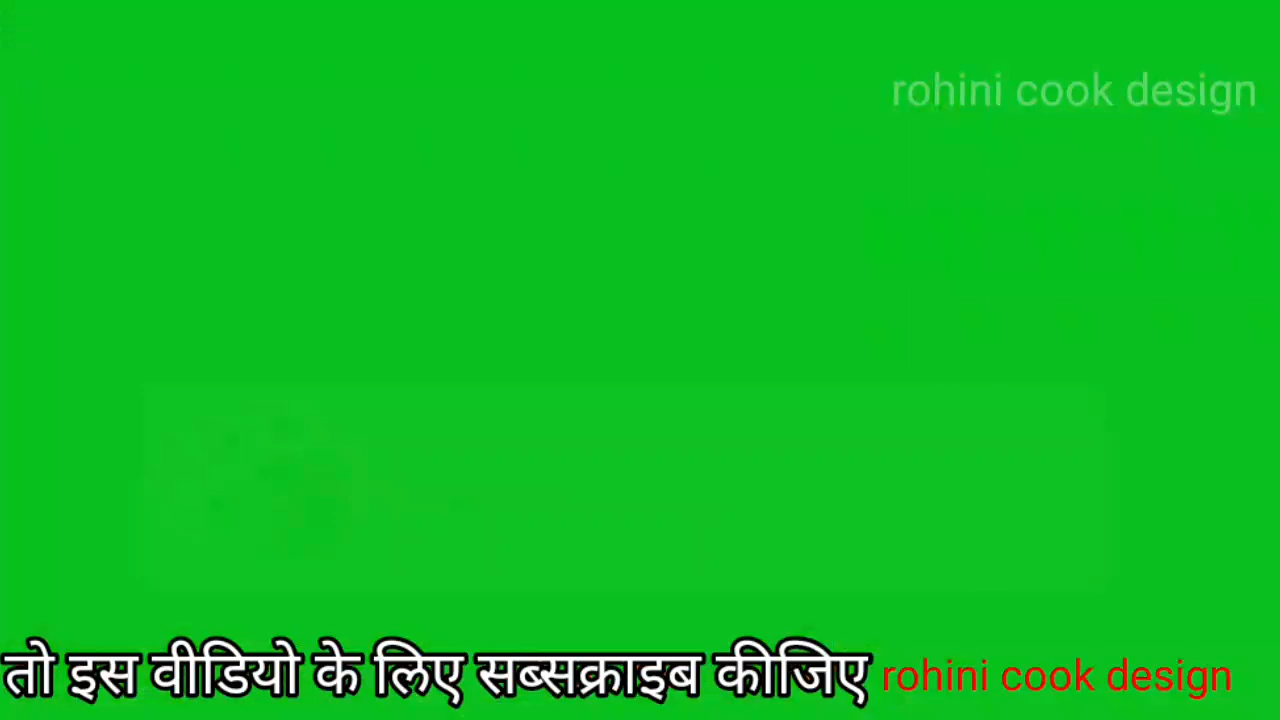 rohini cook design
तो इस वीडियो के लिए सब्सक्राइब कीजिए rohini cook design